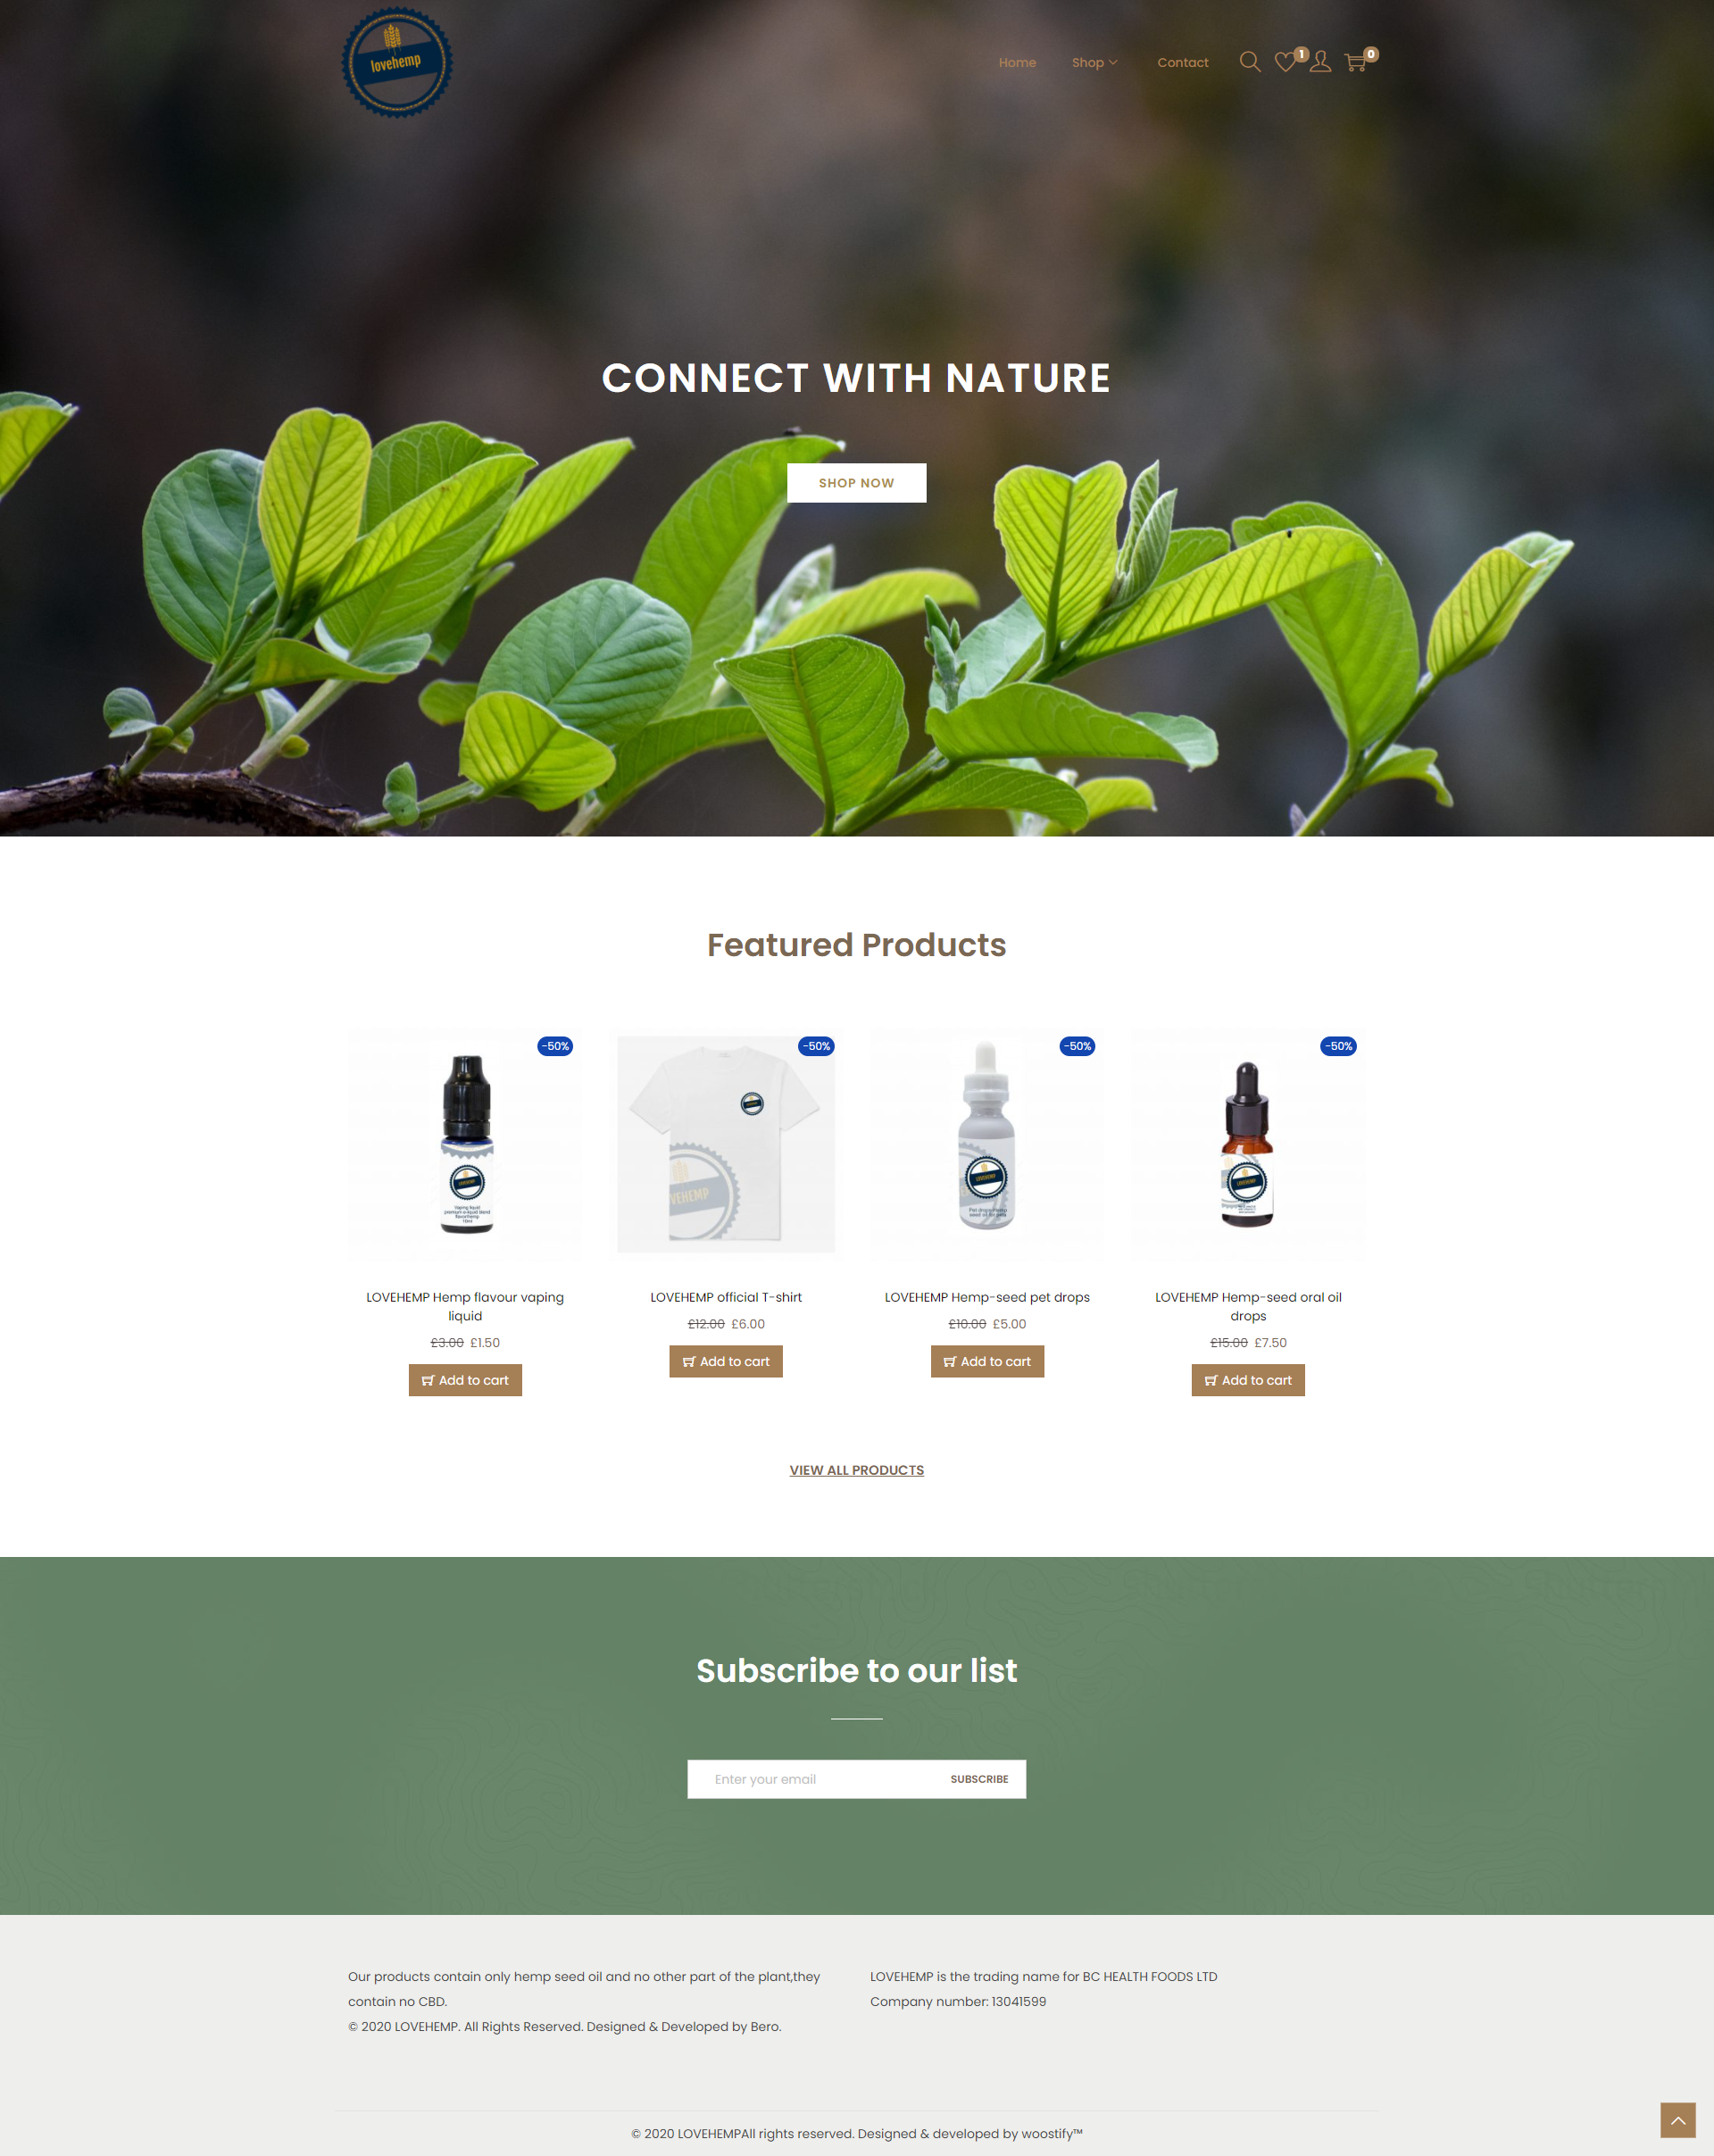 lovehemp
Home Shop Contact 1 0
CONNECT WITH NATURE
SHOP NOW
Featured Products
-50% -50% -50% -50%
LOVEHEMP
VEHEMP
LOVEHEMP
LOVEHEMP
Vaping liquid
LOVEHEMP Hemp flavour vaping
liquid
£3.00 £1.50
Add to cart
LOVEHEMP official T-shirt
£12.00 £6.00
Add to cart
LOVEHEMP Hemp-seed pet drops
£10.00 £5.00
Add to cart
LOVEHEMP Hemp-seed oral oil
drops
£15.00 £7.50
Add to cart
VIEW ALL PRODUCTS
Subscribe to our list
Enter your email SUBSCRIBE
Our products contain only hemp seed oil and no other part of the plant,they
contain no CBD.
© 2020 LOVEHEMP. All Rights Reserved. Designed & Developed by Bero.
LOVEHEMP is the trading name for BC HEALTH FOODS LTD
Company number: 13041599
© 2020 LOVEHEMPAll rights reserved. Designed & developed by woostify™